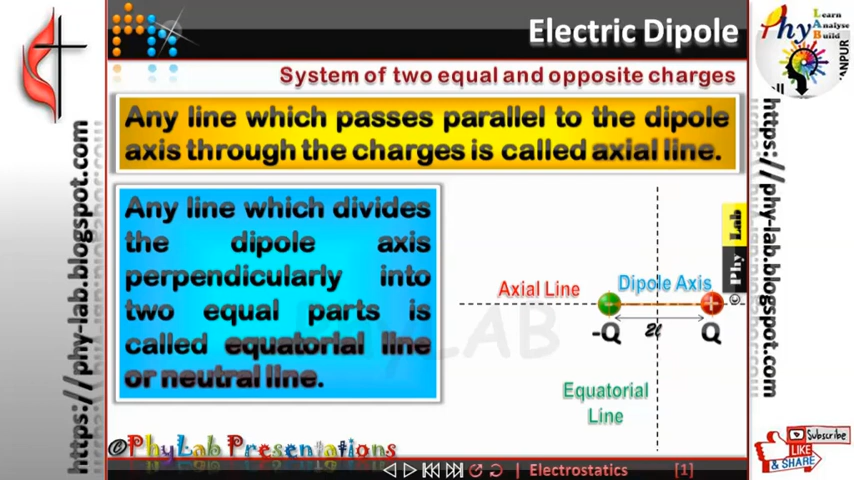 Electric Dipole
Learn
Analyse
Build
Phy LAB
System of two equal and opposite charges
Any line which passes parallel to the dipole
axis through the charges is called axial line.
Any line which divides
the dipole axis
perpendicularly into
two equal parts is
called equatorial line
or neutral line.
Axial Line
Dipole Axis
-Q
2l
Q
Equatorial
Line
© Phy Lab
https://phy-lab.blogspot.com
https://phy-lab.blogspot.com
©PhyLab Presentations
| Electrostatics [1]
Subscribe
LIKE
& SHARE